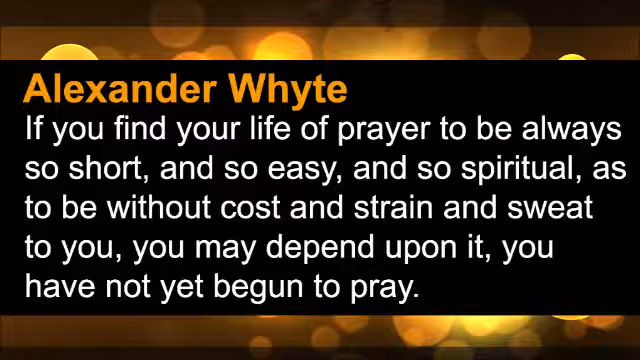 Alexander Whyte
If you find your life of prayer to be always
so short, and so easy, and so spiritual, as
to be without cost and strain and sweat
to you, you may depend upon it, you
have not yet begun to pray.